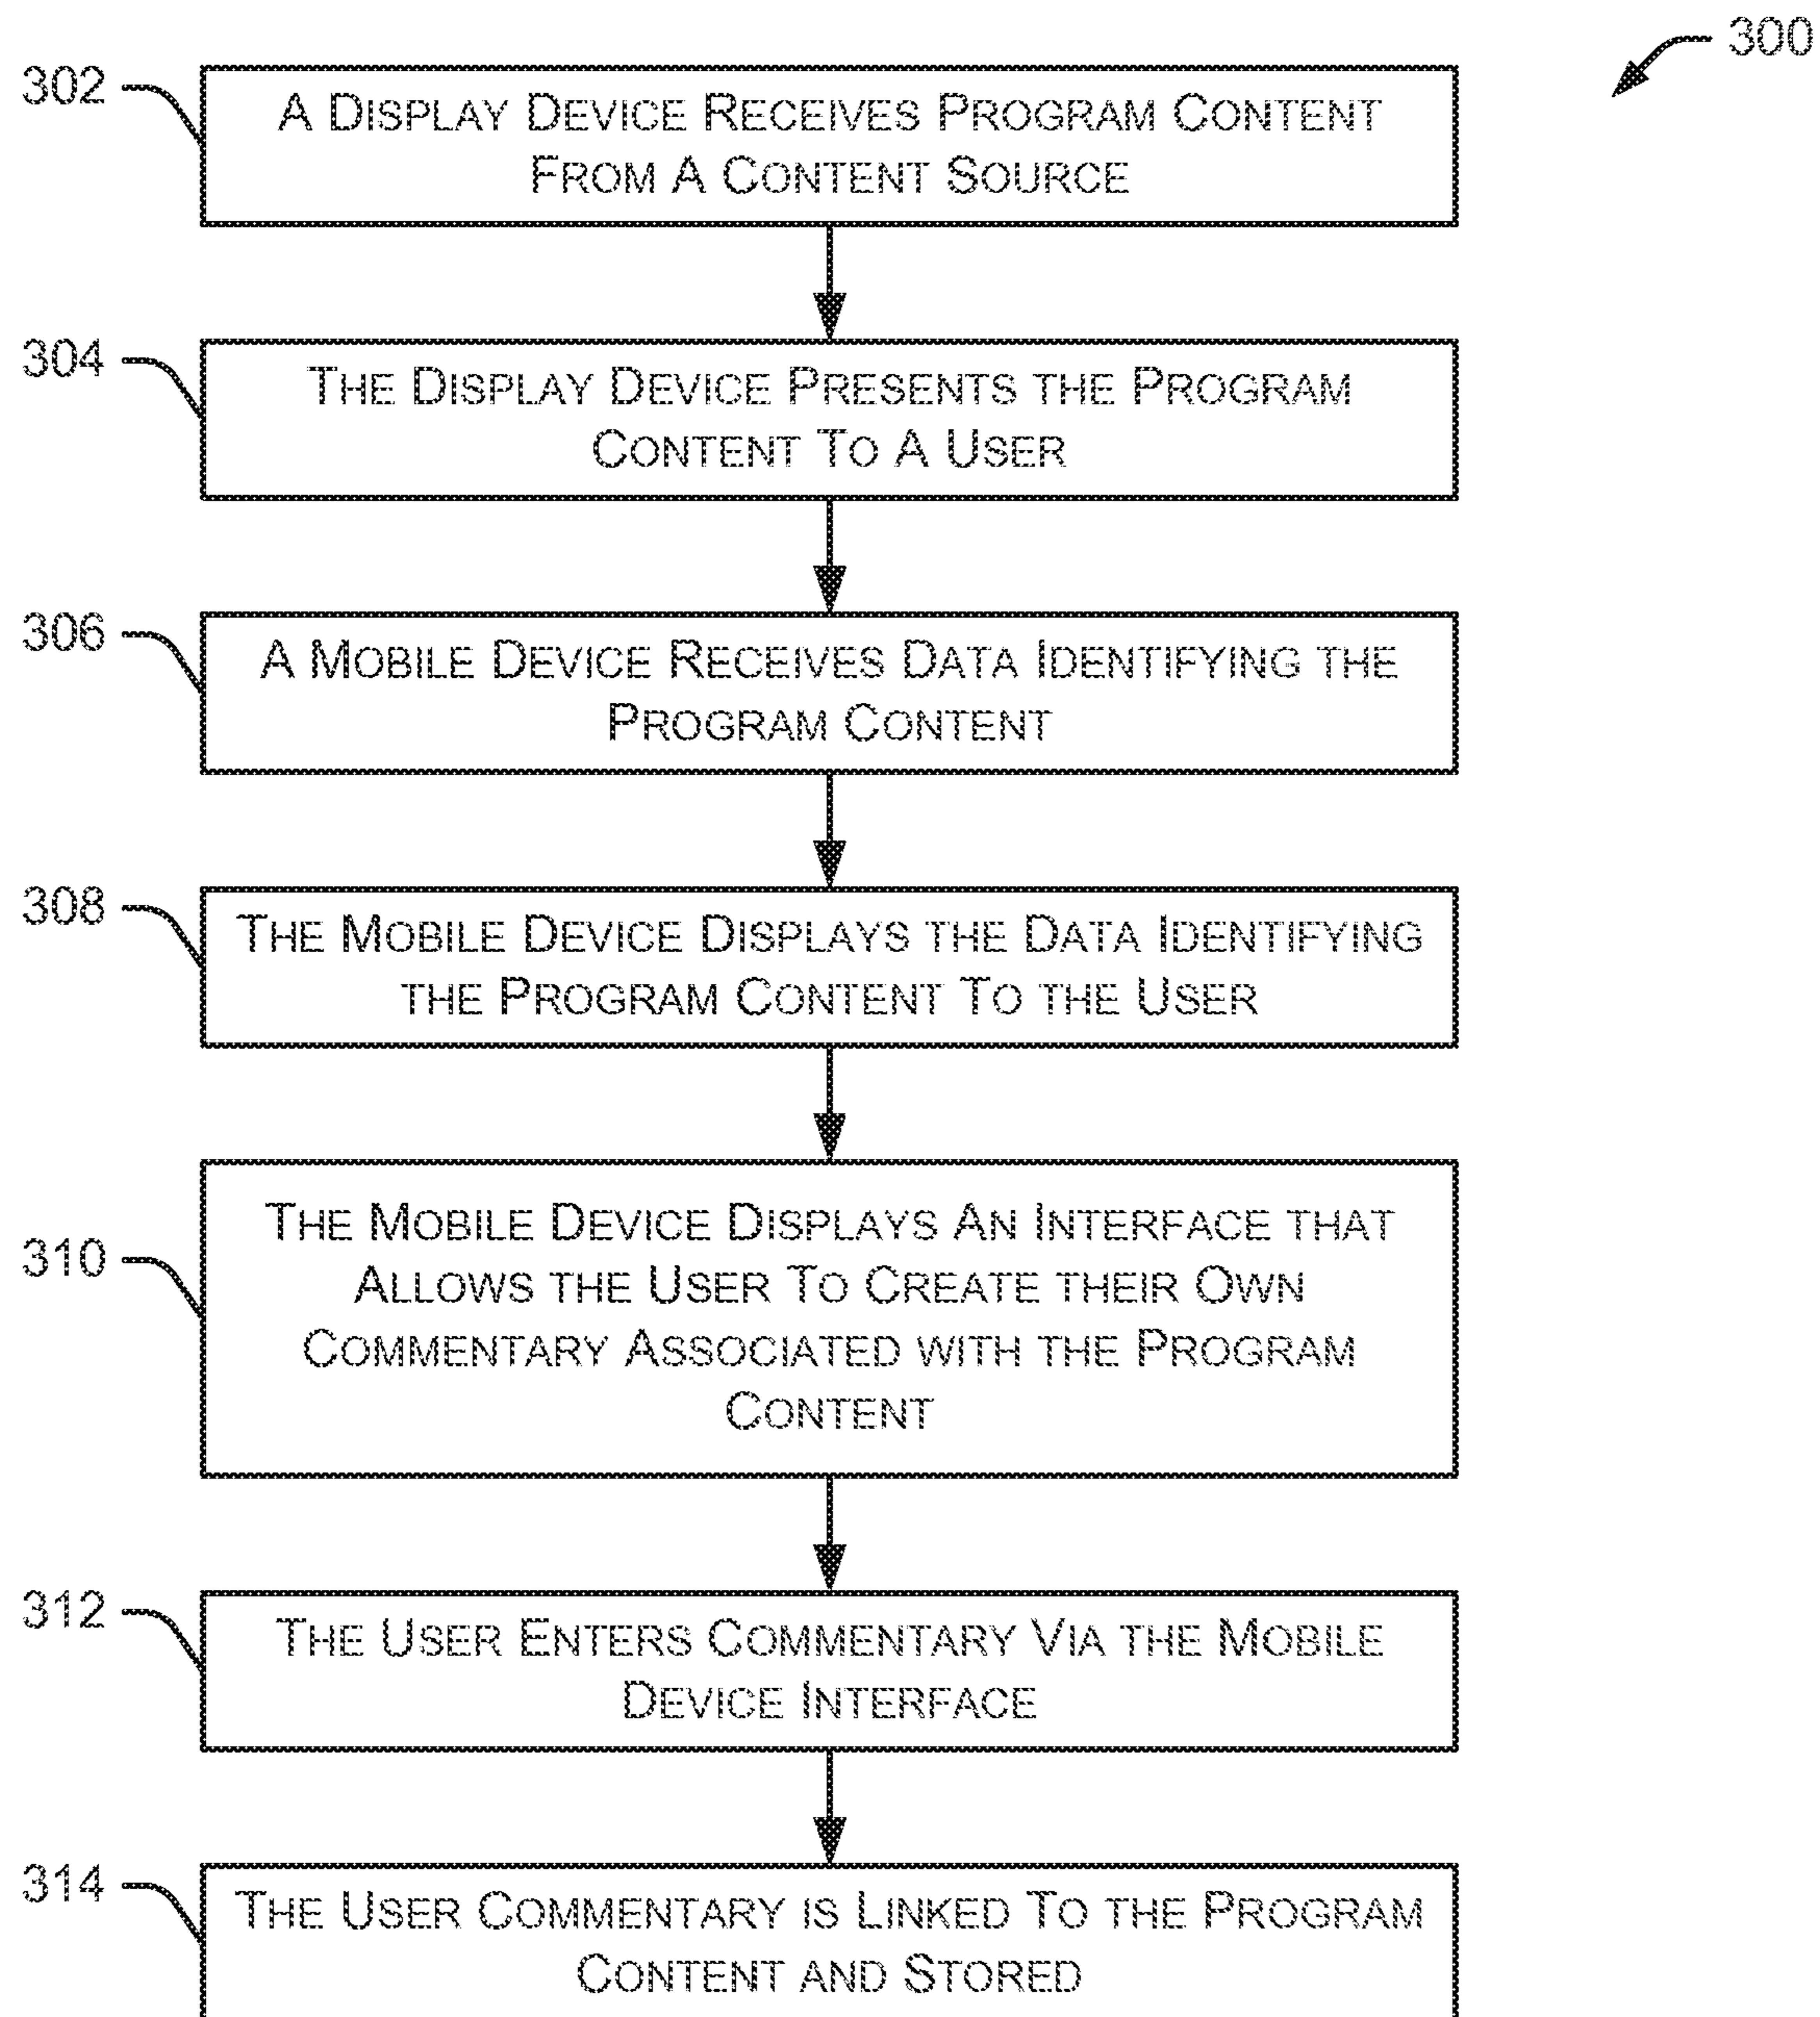 300
302
A DISPLAY DEVICE RECEIVES PROGRAM CONTENT
FROM A CONTENT SOURCE
304
THE DISPLAY DEVICE PRESENTS THE PROGRAM
CONTENT TO A USER
306
A MOBILE DEVICE RECEIVES DATA IDENTIFYING THE
PROGRAM CONTENT
308
THE MOBILE DEVICE DISPLAYS THE DATA IDENTIFYING
THE PROGRAM CONTENT TO THE USER
310
THE MOBILE DEVICE DISPLAYS AN INTERFACE THAT
ALLOWS THE USER TO CREATE THEIR OWN
COMMENTARY ASSOCIATED WITH THE PROGRAM
CONTENT
312
THE USER ENTERS COMMENTARY VIA THE MOBILE
DEVICE INTERFACE
314
THE USER COMMENTARY IS LINKED TO THE PROGRAM
CONTENT AND STORED